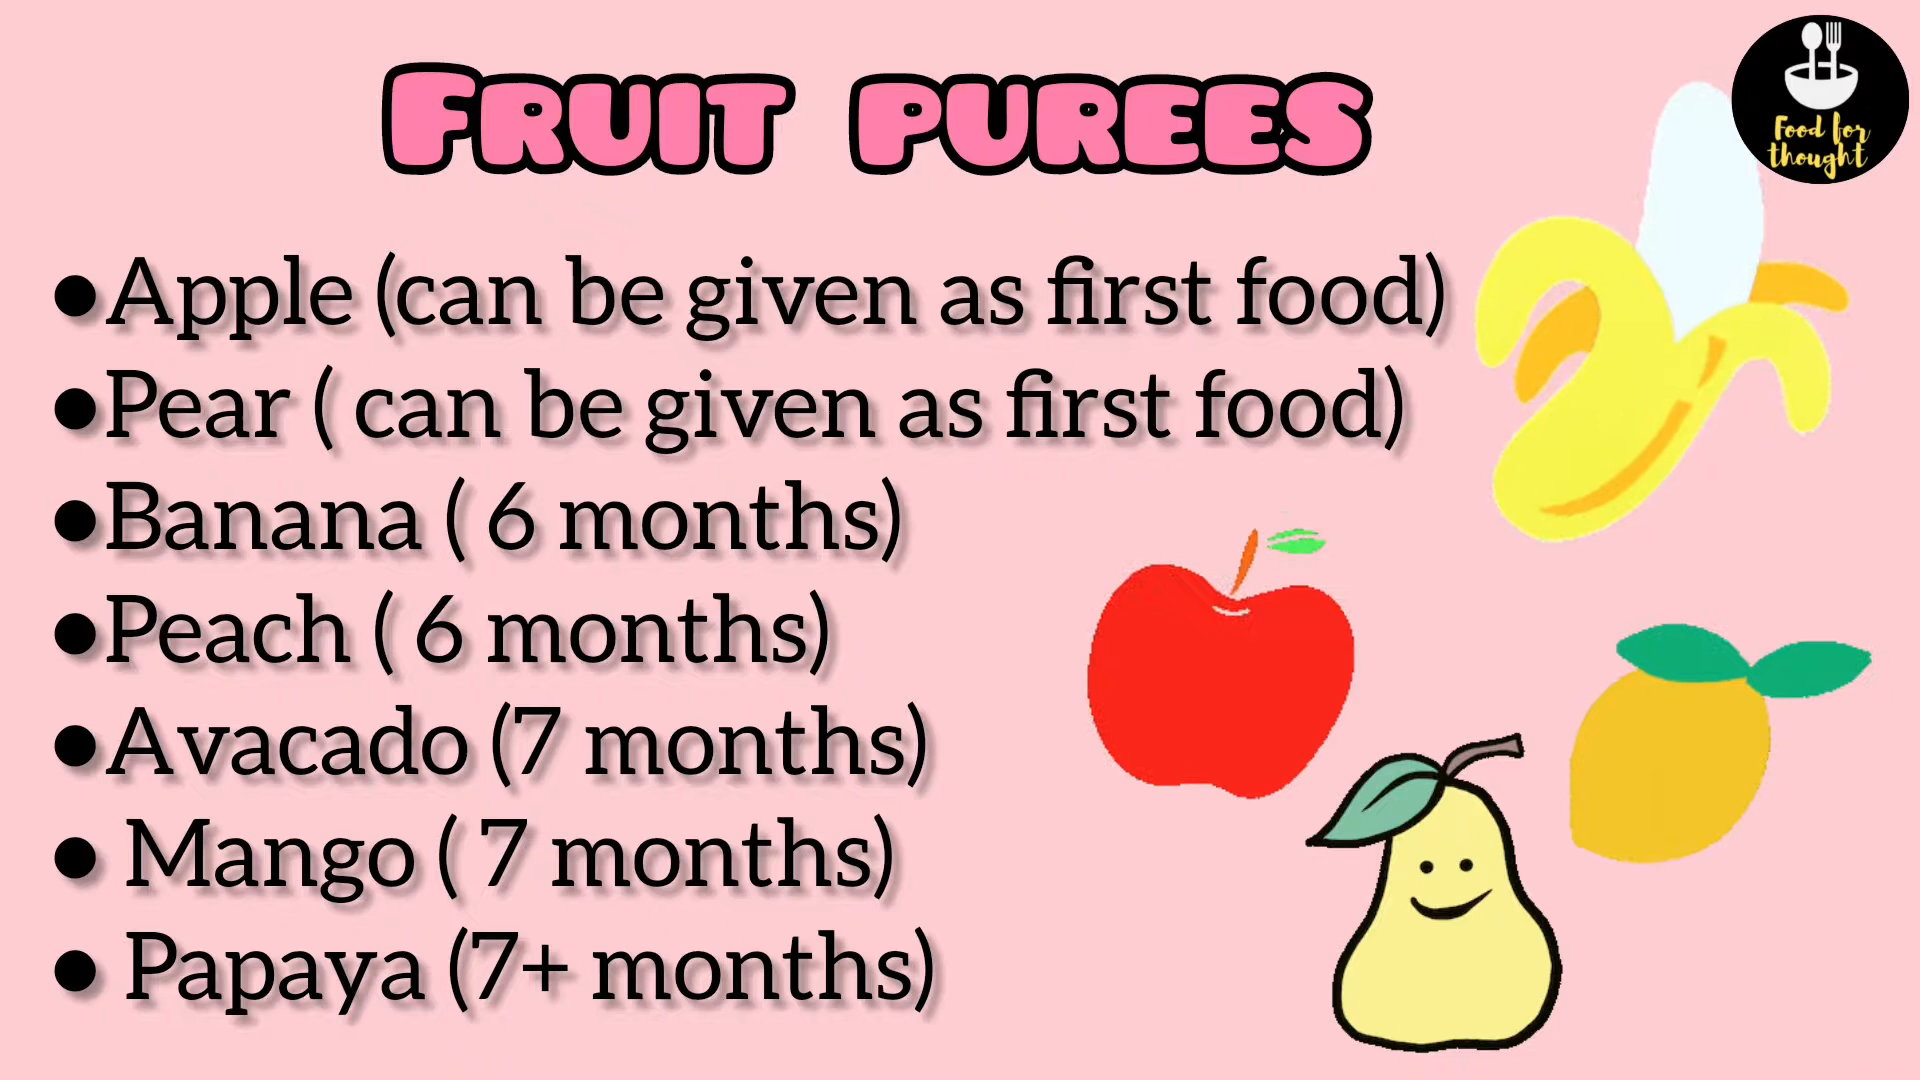 FRUIT PUREES
Food for
thought
●Apple (can be given as first food)
●Pear ( can be given as first food)
●Banana ( 6 months)
●Peach ( 6 months)
●Avacado (7 months)
● Mango ( 7 months)
● Papaya (7+ months)